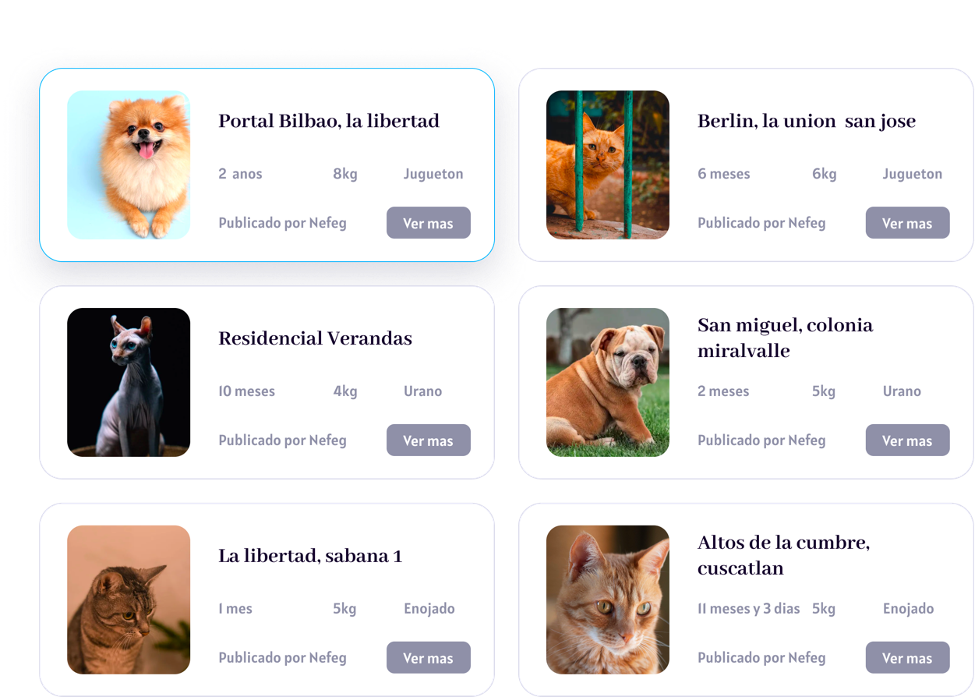 Portal Bilbao, la libertad
2 anos 8kg Jugueton
Publicado por Nefeg Ver mas
Berlin, la union san jose
6 meses 6kg Jugueton
Publicado por Nefeg Ver mas
Residencial Verandas
10 meses 4kg Urano
Publicado por Nefeg Ver mas
San miguel, colonia
miralvalle
2 meses 5kg Urano
Publicado por Nefeg Ver mas
La libertad, sabana 1
1 mes 5kg Enojado
Publicado por Nefeg Ver mas
Altos de la cumbre,
cuscatlan
11 meses y 3 dias 5kg Enojado
Publicado por Nefeg Ver mas